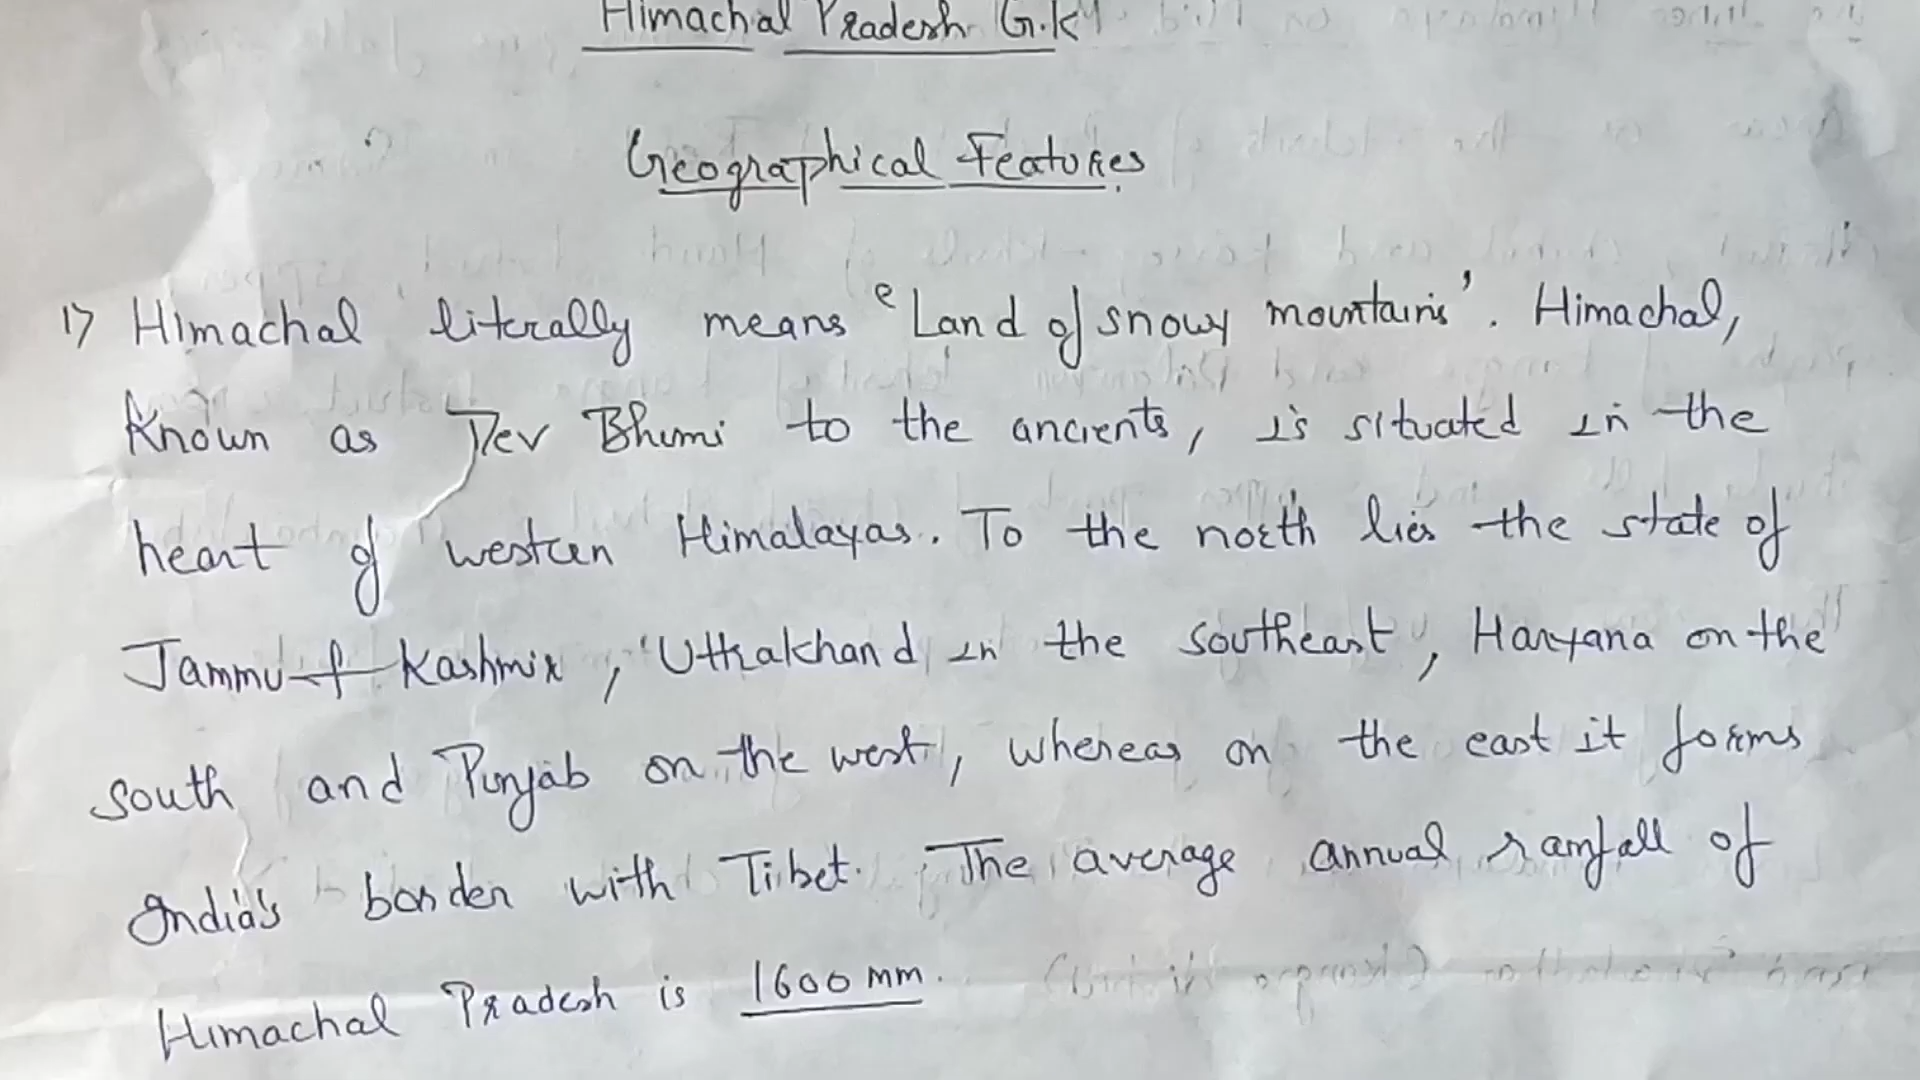 Himachal Pradesh G.K
Geographical Features
1) Himachal literally means 'Land of snowy mountains'. Himachal,
Known as Dev Bhumi to the ancients, is situated in the
heart of western Himalayas. To the north lies the state of
Jammu & Kashmir, Uttrakhand in the southeast, Haryana on the
south and Punjab on the west, whereas on the east it forms
India's border with Tibet. The average annual rainfall of
Himachal Pradesh is 1600 mm.